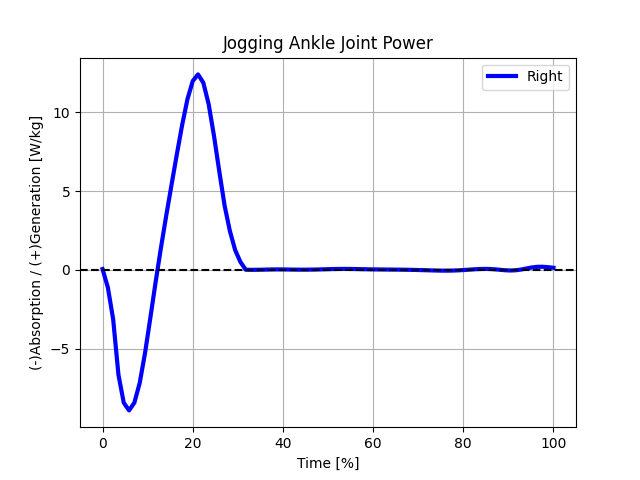 Jogging Ankle Joint Power
Right
(-)Absorption / (+)Generation [W/kg]
10
5
0
−5
0 20 40 60 80 100
Time [%]